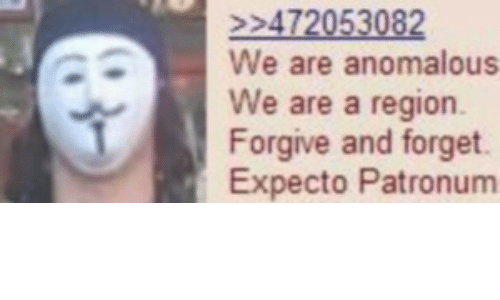 >>472053082
We are anomalous
We are a region.
Forgive and forget.
Expecto Patronum